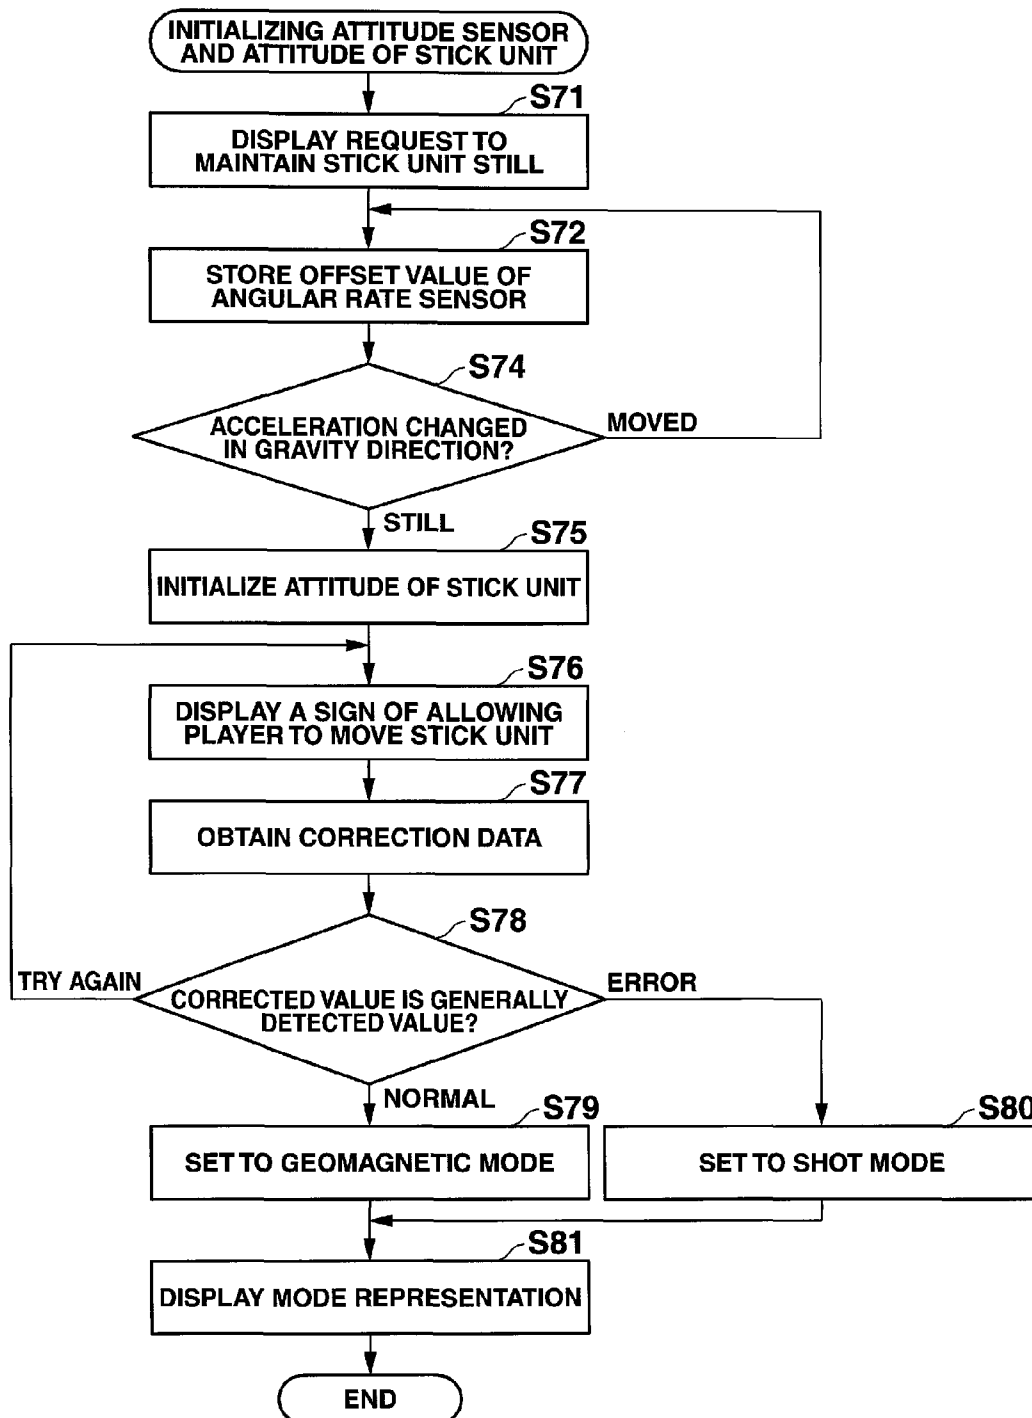 INITIALIZING ATTITUDE SENSOR
AND ATTITUDE OF STICK UNIT
S71
DISPLAY REQUEST TO
MAINTAIN STICK UNIT STILL
S72
STORE OFFSET VALUE OF
ANGULAR RATE SENSOR
S74
ACCELERATION CHANGED
IN GRAVITY DIRECTION?
MOVED
STILL
S75
INITIALIZE ATTITUDE OF STICK UNIT
S76
DISPLAY A SIGN OF ALLOWING
PLAYER TO MOVE STICK UNIT
S77
OBTAIN CORRECTION DATA
S78
TRY AGAIN
CORRECTED VALUE IS GENERALLY
DETECTED VALUE?
ERROR
NORMAL
S79
SET TO GEOMAGNETIC MODE
S80
SET TO SHOT MODE
S81
DISPLAY MODE REPRESENTATION
END